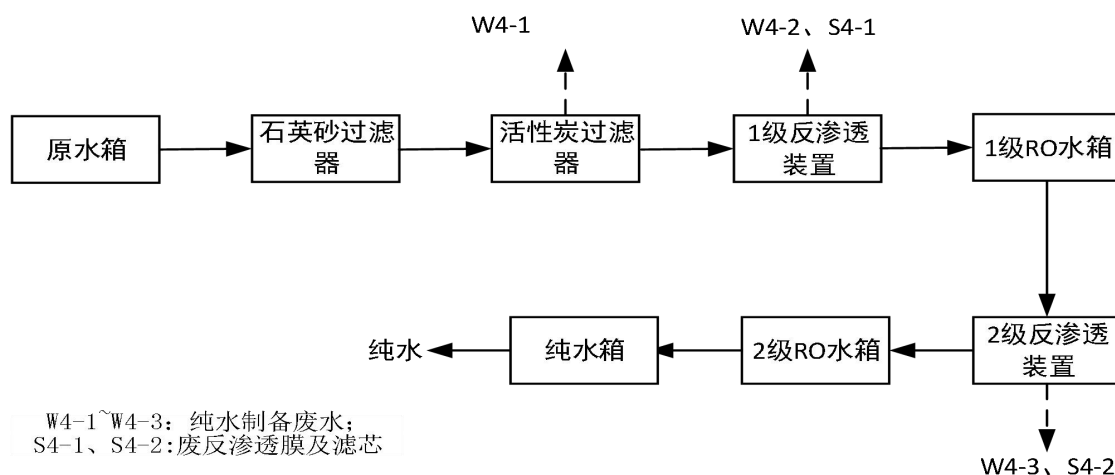 W4-1
W4-2、S4-1
原水箱
石英砂过滤
器
活性炭过滤
器
1级反渗透
装置
1级RO水箱
纯水
纯水箱
2级RO水箱
2级反渗透
装置
W4-1~W4-3：纯水制备废水；
S4-1、S4-2:废反渗透膜及滤芯
W4-3、S4-2